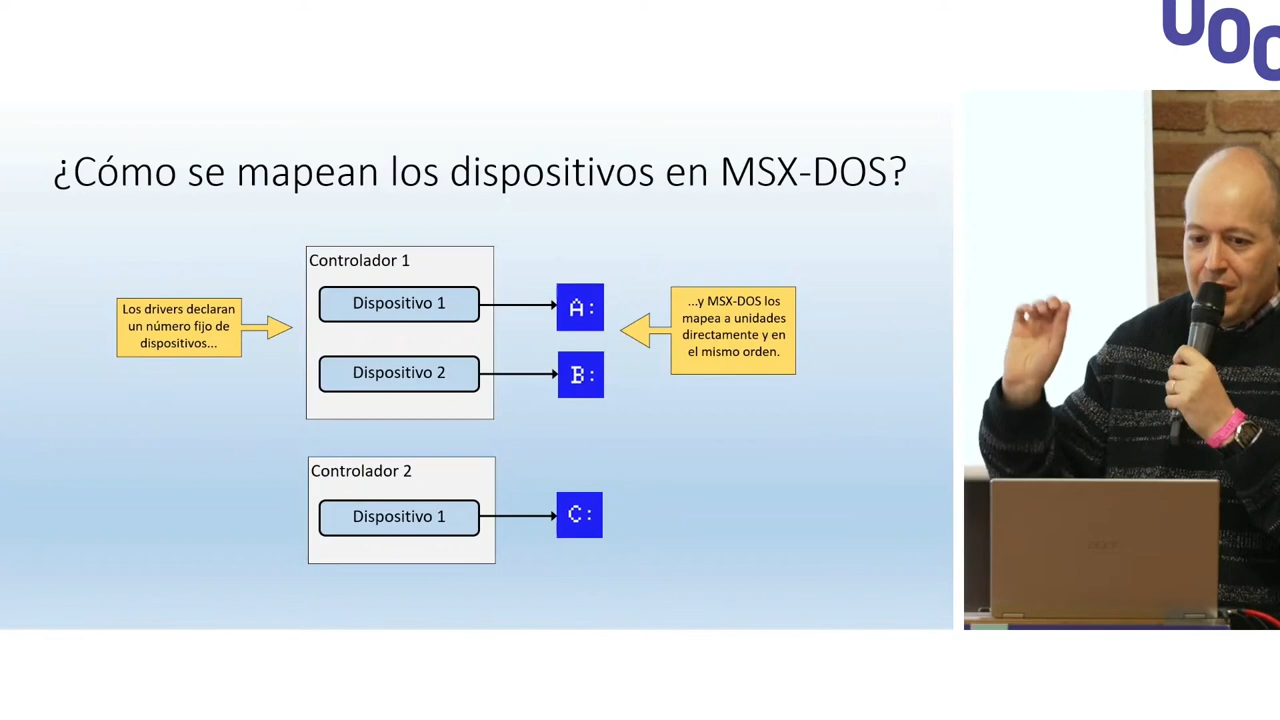 UOC
¿Cómo se mapean los dispositivos en MSX-DOS?
Controlador 1
Dispositivo 1
A:
Dispositivo 2
B:
Los drivers declaran
un número fijo de
dispositivos...
...y MSX-DOS los
mapea a unidades
directamente y en
el mismo orden.
Controlador 2
Dispositivo 1
C:
acer